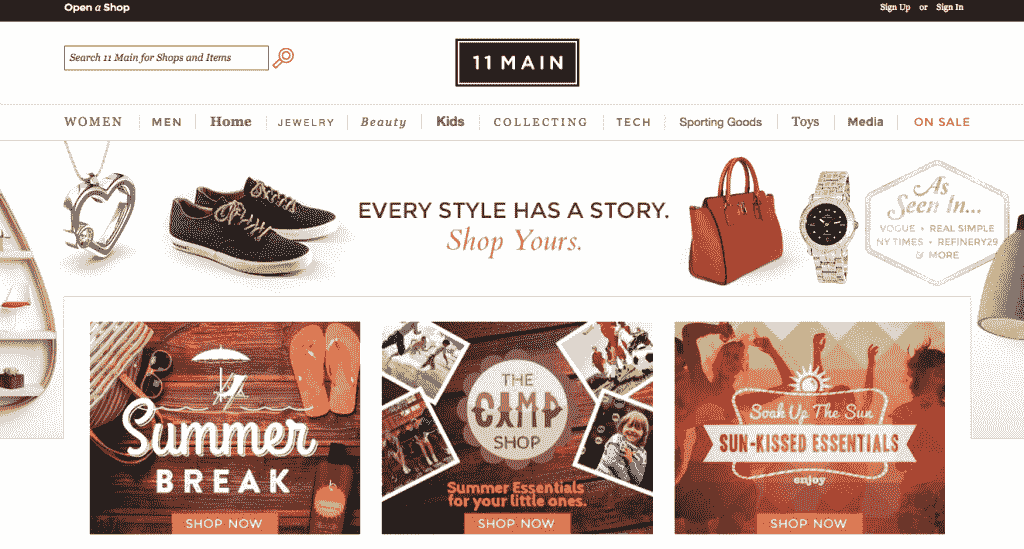 Open a Shop
Sign Up or Sign In
Search 11 Main for Shops and Items
11 MAIN
WOMEN MEN Home JEWELRY Beauty Kids COLLECTING TECH Sporting Goods Toys Media ON SALE
EVERY STYLE HAS A STORY.
Shop Yours.
As
Seen In...
VOGUE • REAL SIMPLE
NY TIMES • REFINERY29
& MORE
Summer
BREAK
SHOP NOW
THE
CAMP
SHOP
Summer Essentials
for your little ones.
SHOP NOW
Soak Up The Sun
SUN-KISSED ESSENTIALS
enjoy
SHOP NOW